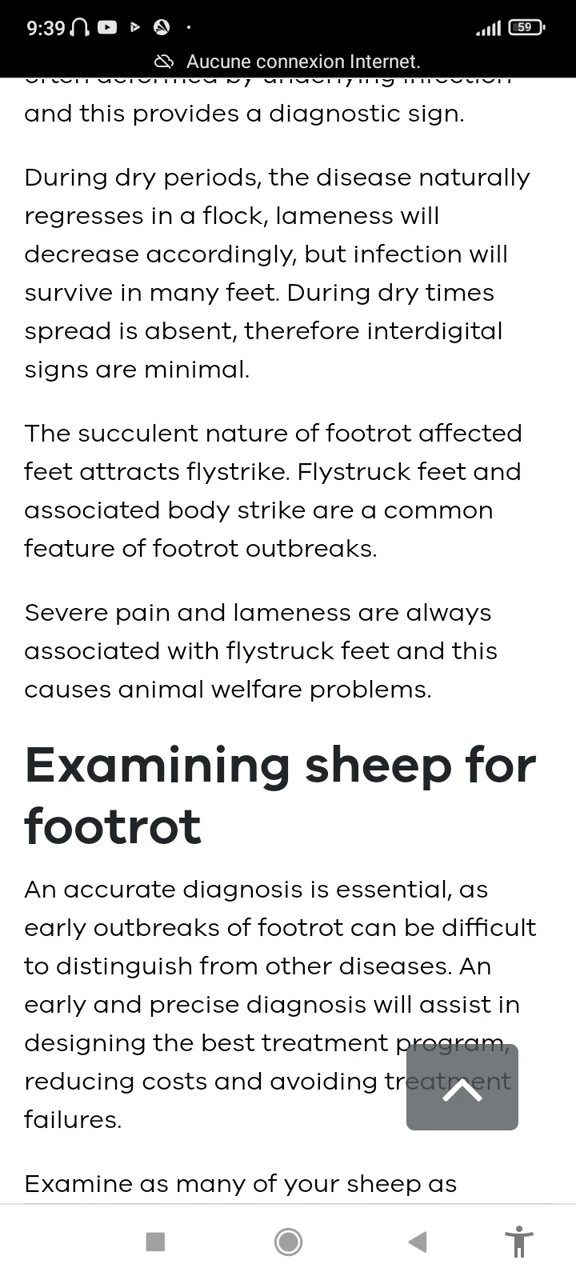 9:39
59
Aucune connexion Internet.
often deformed by underlying infection
and this provides a diagnostic sign.
During dry periods, the disease naturally
regresses in a flock, lameness will
decrease accordingly, but infection will
survive in many feet. During dry times
spread is absent, therefore interdigital
signs are minimal.
The succulent nature of footrot affected
feet attracts flystrike. Flystruck feet and
associated body strike are a common
feature of footrot outbreaks.
Severe pain and lameness are always
associated with flystruck feet and this
causes animal welfare problems.
Examining sheep for
footrot
An accurate diagnosis is essential, as
early outbreaks of footrot can be difficult
to distinguish from other diseases. An
early and precise diagnosis will assist in
designing the best treatment program,
reducing costs and avoiding treatment
failures.
Examine as many of your sheep as